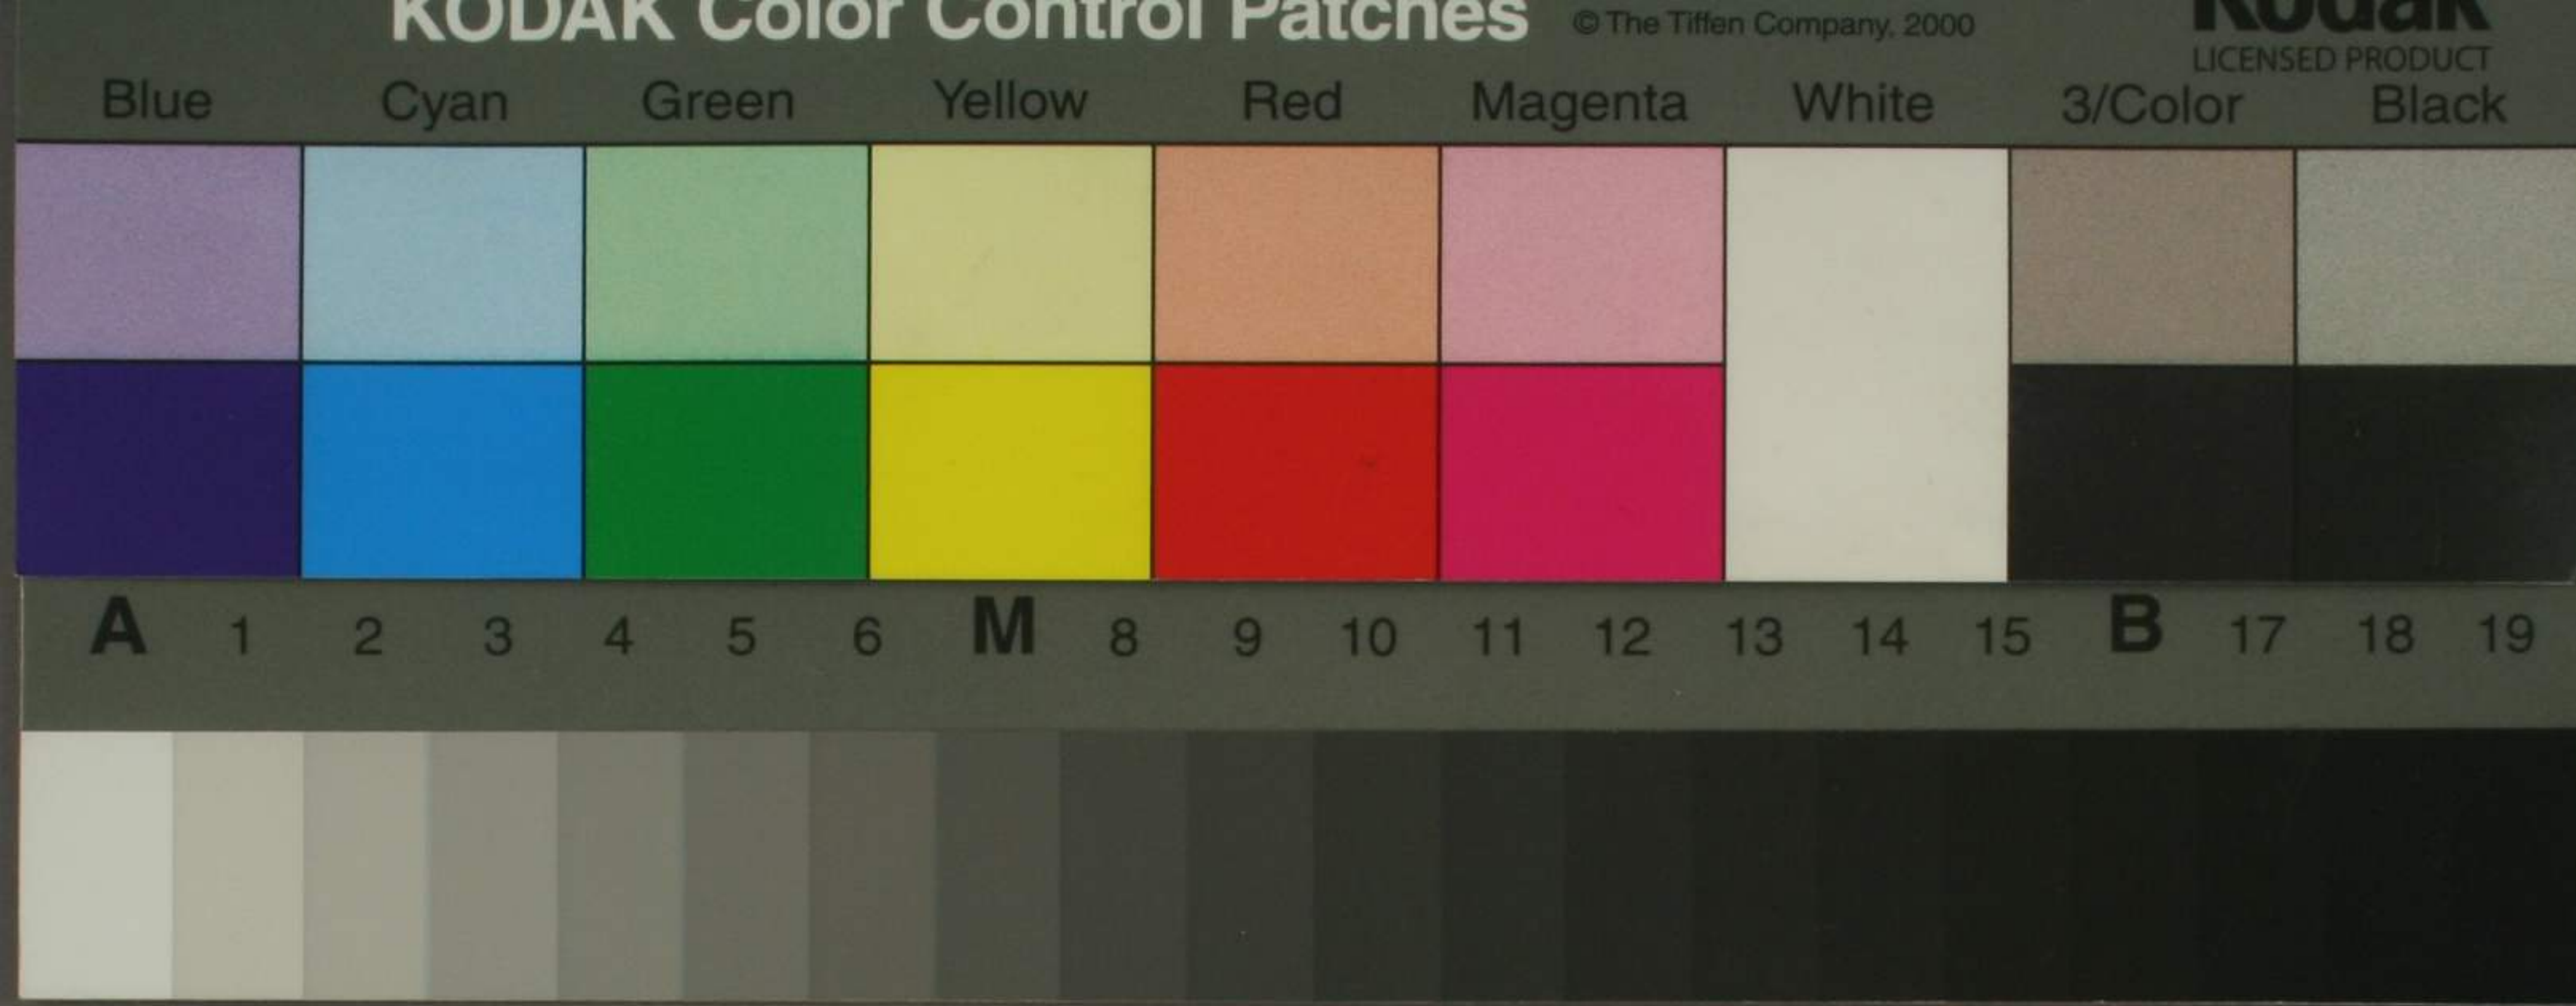 KODAK Color Control Patches © The Tiffen Company, 2000 Kodak
LICENSED PRODUCT
Blue Cyan Green Yellow Red Magenta White 3/Color Black
A 1 2 3 4 5 6 M 8 9 10 11 12 13 14 15 B 17 18 19